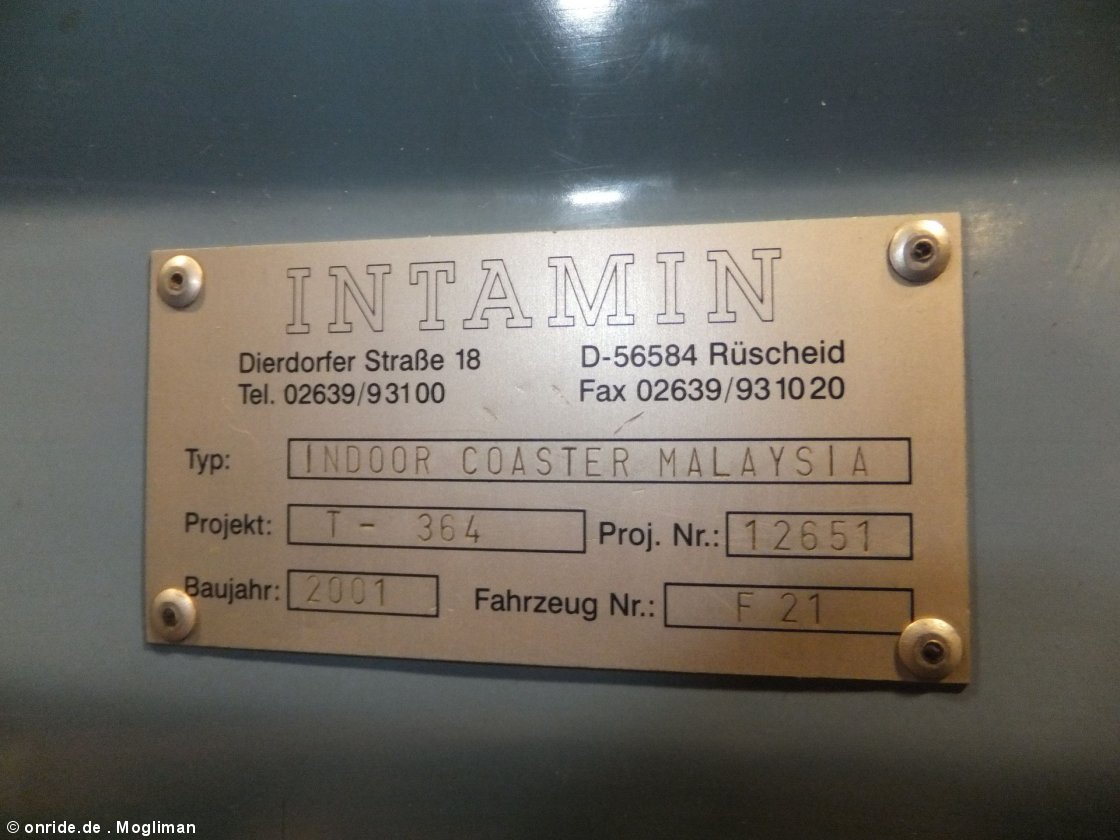 INTAMIN
Dierdorfer Straße 18 D-56584 Rüscheid
Tel. 02639/93100 Fax 02639/931020
Typ: INDOOR COASTER MALAYSIA
Projekt: T - 364 Proj. Nr.: 12651
Baujahr: 2001 Fahrzeug Nr.: F 21
© onride.de . Mogliman